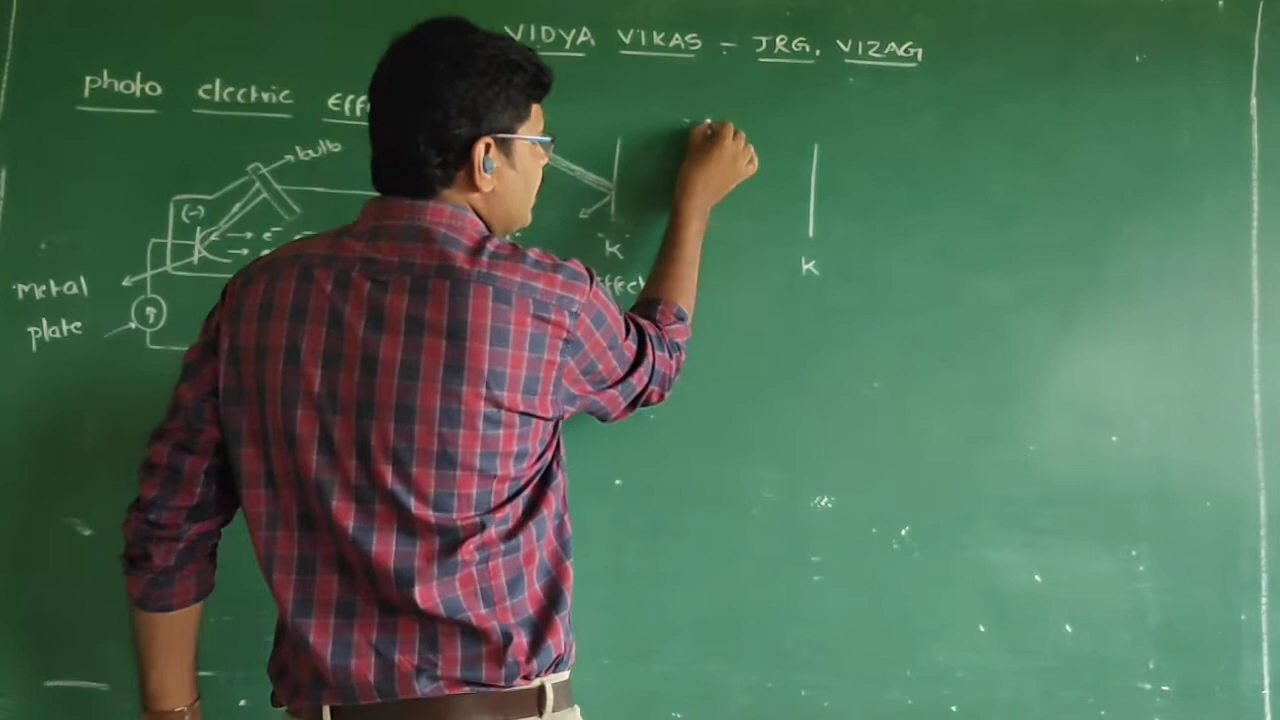 VIDYA VIKAS - JRG, VIZAG
photo electric
bulb
(-)
e⁻
Metal
plate
K
K